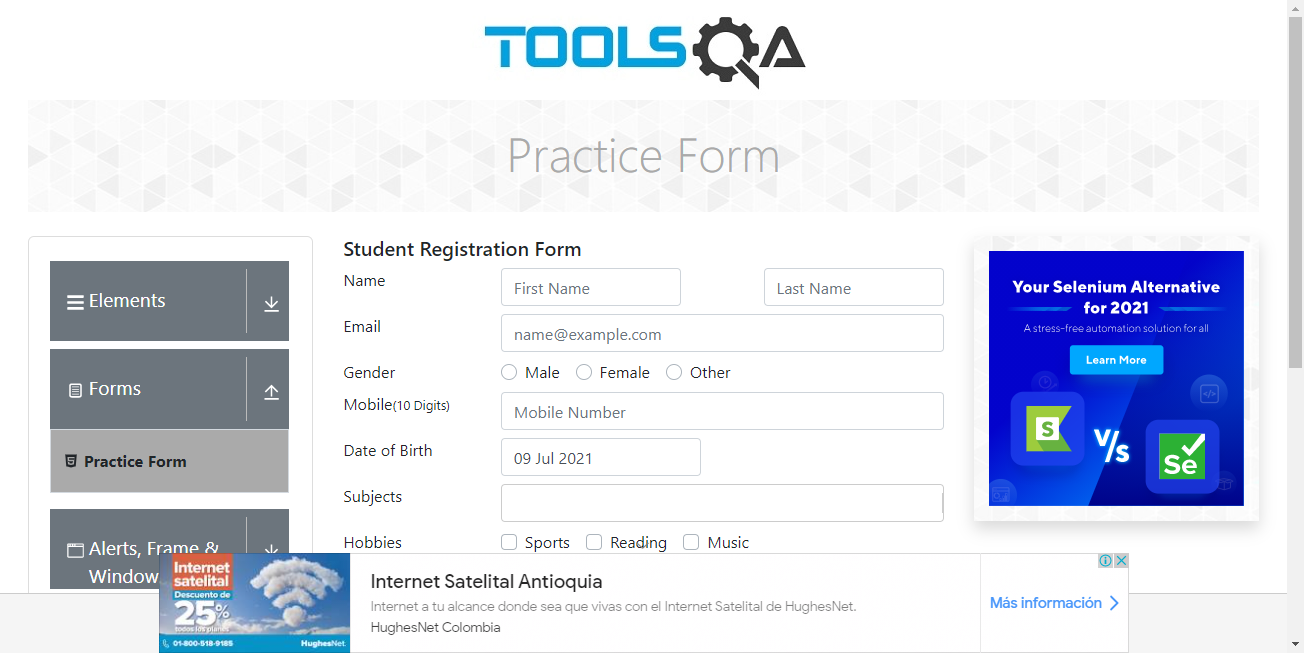 TOOLSQA
Practice Form
Elements
Forms
Practice Form
Alerts, Frame &
Window
Student Registration Form
Name
First Name
Last Name
Email
name@example.com
Gender
Male
Female
Other
Mobile(10 Digits)
Mobile Number
Date of Birth
09 Jul 2021
Subjects
Hobbies
Sports
Reading
Music
Your Selenium Alternative
for 2021
A stress-free automation solution for all
Learn More
S
V/s
Se
Internet
satelital
Descuento de
25%
todos los planes
01-800-518-9185
HughesNet
Internet Satelital Antioquia
Internet a tu alcance donde sea que vivas con el Internet Satelital de HughesNet.
HughesNet Colombia
Más información